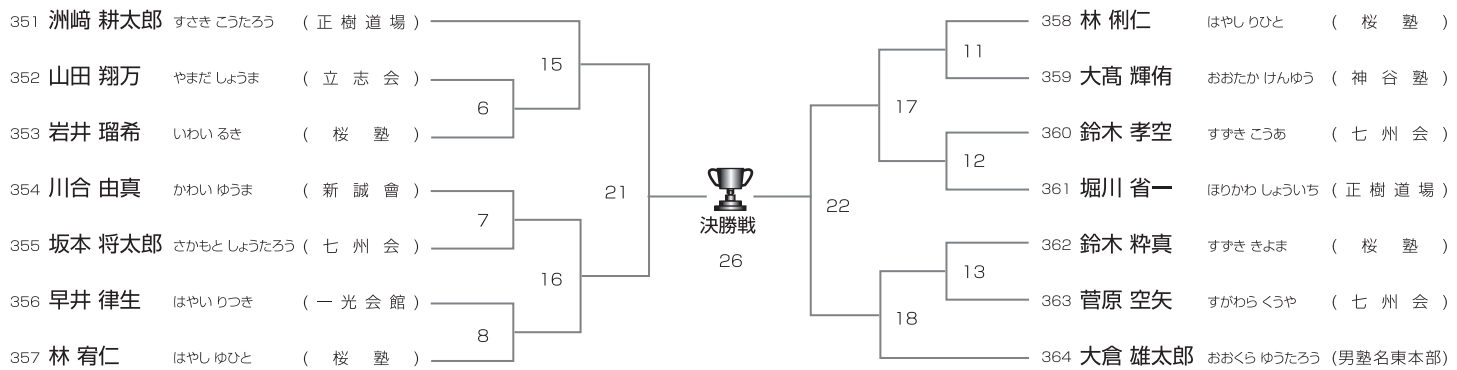 351 洲﨑 耕太郎 すさき こうたろう (正樹道場)
15
352 山田 翔万 やまだ しょうま (立志会)
6
353 岩井 瑠希 いわい るき (桜塾)
21
354 川合 由真 かわい ゆうま (新誠會)
7
355 坂本 将太郎 さかもと しょうたろう (七州会)
16
356 早井 律生 はやい りつき (一光会館)
8
357 林 宥仁 はやし ゆひと (桜塾)
決勝戦
26
358 林 俐仁 はやし りひと (桜塾)
11
359 大髙 輝侑 おおたか けんゆう (神谷塾)
17
360 鈴木 孝空 すずき こうあ (七州会)
12
361 堀川 省一 ほりかわ しょういち (正樹道場)
22
362 鈴木 粋真 すずき きよま (桜塾)
13
363 菅原 空矢 すがわら くうや (七州会)
18
364 大倉 雄太郎 おおくら ゆうたろう (男塾名東本部)